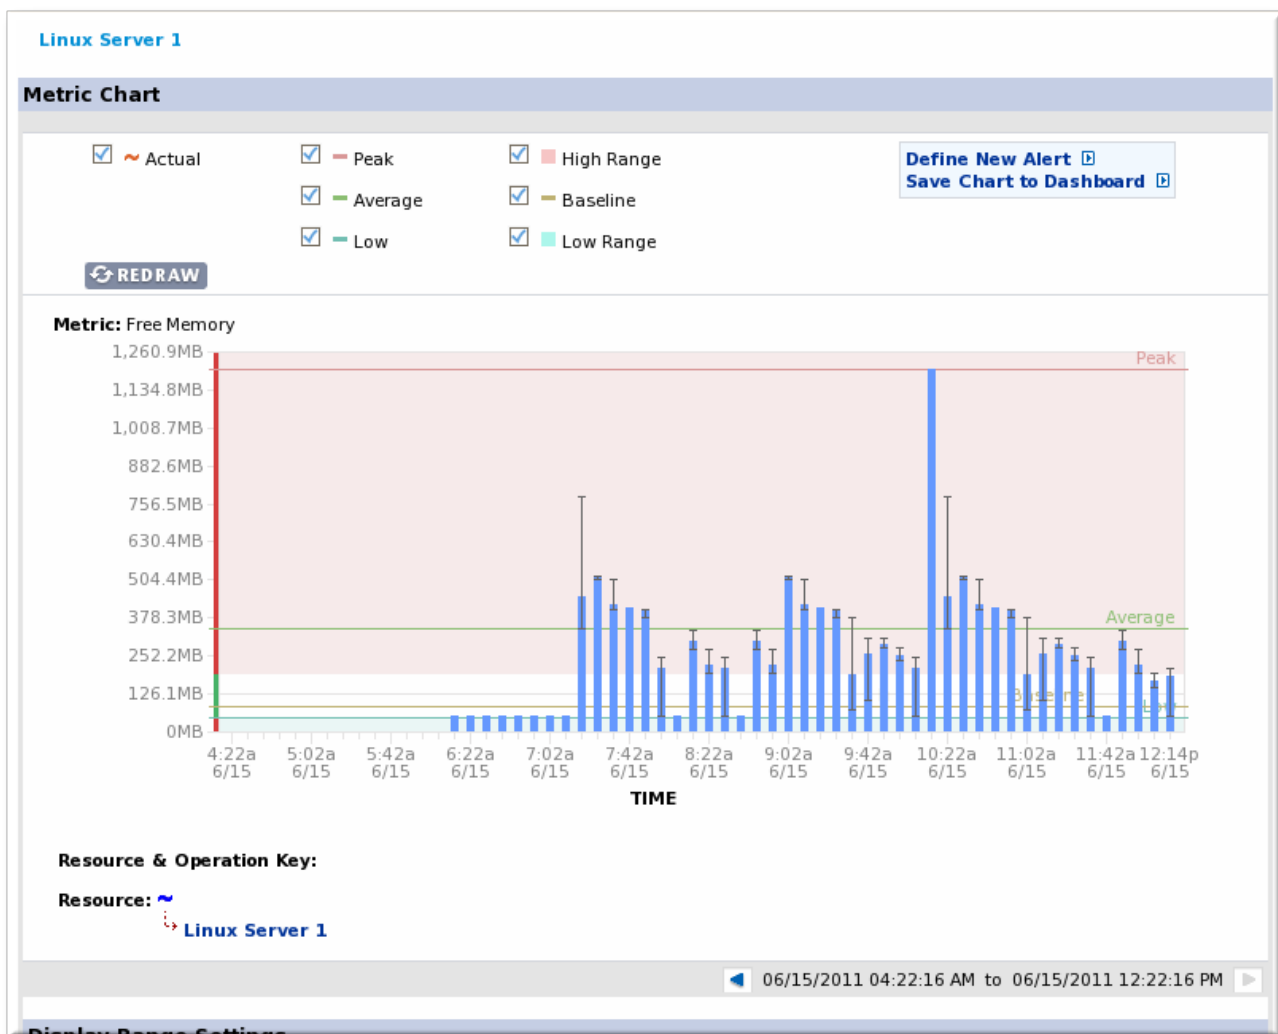 Linux Server 1
Metric Chart
~ Actual
Peak
High Range
Define New Alert
Average
Baseline
Save Chart to Dashboard
Low
Low Range
REDRAW
Metric: Free Memory
1,260.9MB
Peak
1,134.8MB
1,008.7MB
882.6MB
756.5MB
630.4MB
504.4MB
378.3MB
Average
252.2MB
126.1MB
Baseline
Low
0MB
4:22a 5:02a 5:42a 6:22a 7:02a 7:42a 8:22a 9:02a 9:42a 10:22a 11:02a 11:42a 12:14p
6/15 6/15 6/15 6/15 6/15 6/15 6/15 6/15 6/15 6/15 6/15 6/15 6/15
TIME
Resource & Operation Key:
Resource: ~
Linux Server 1
06/15/2011 04:22:16 AM to 06/15/2011 12:22:16 PM
Display Range Settings